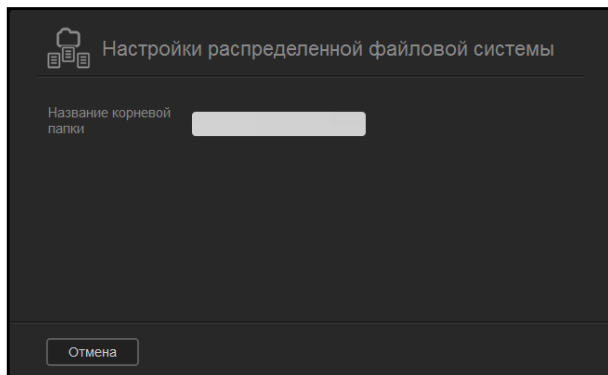 Настройки распределенной файловой системы
Название корневой
папки
Отмена